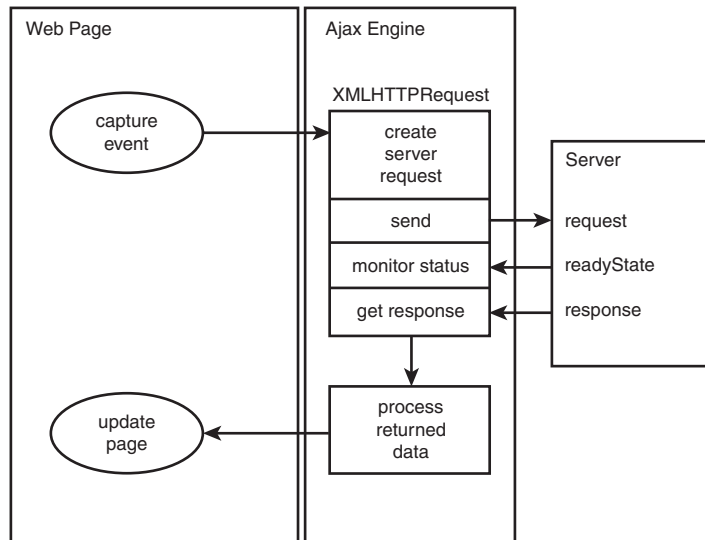 Web Page
Ajax Engine
XMLHTTPRequest
capture
event
create
server
request
Server
send
request
monitor status
readyState
get response
response
update
page
process
returned
data